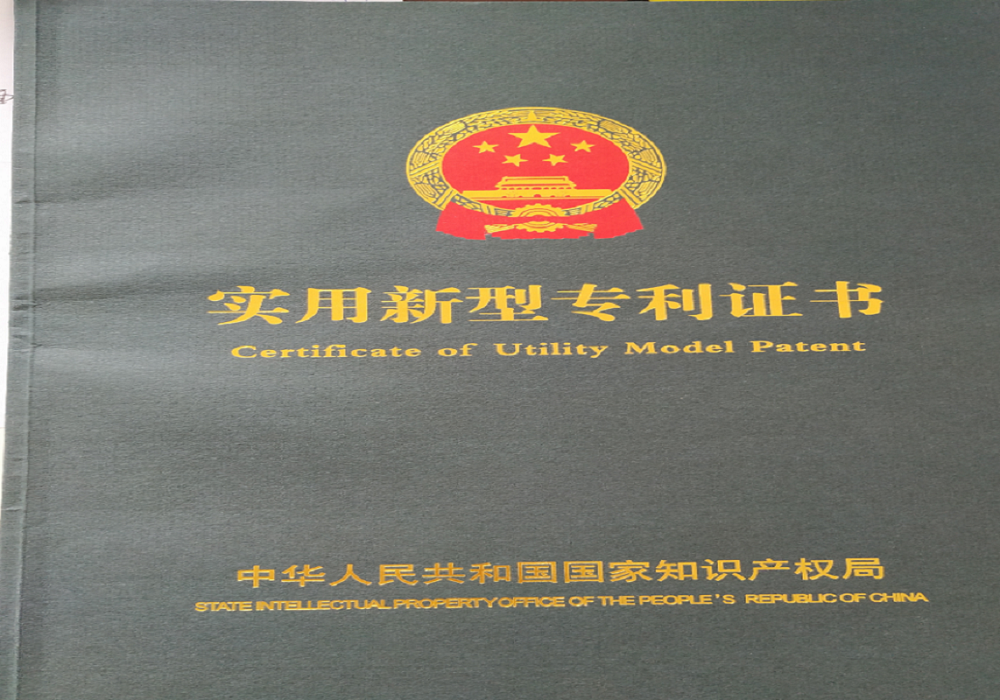 实用新型专利证书
Certificate of Utility Model Patent
中华人民共和国国家知识产权局
STATE INTELLECTUAL PROPERTY OFFICE OF THE PEOPLE'S REPUBLIC OF CHINA